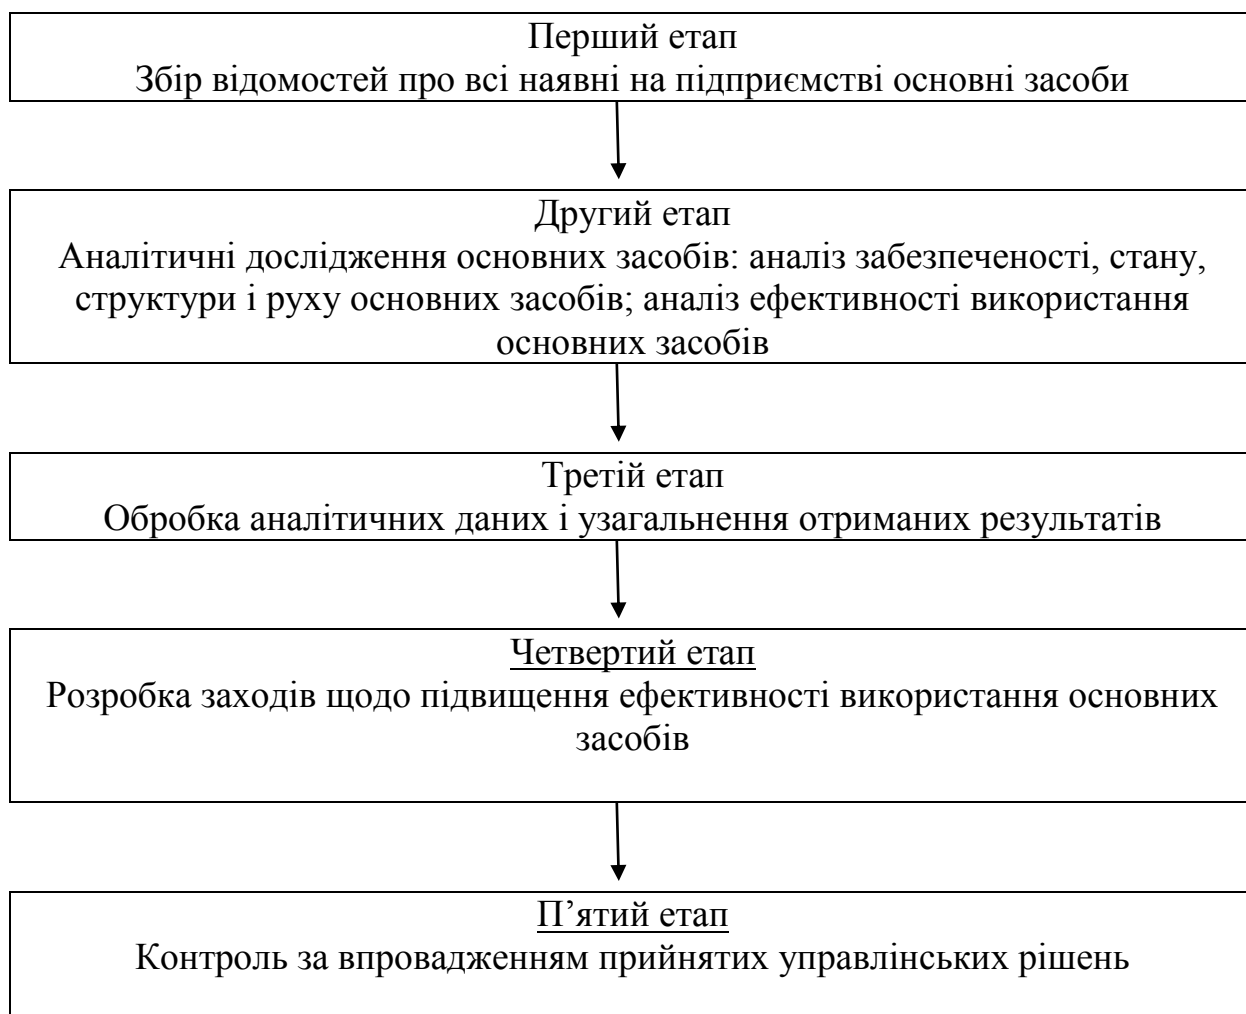 Перший етап
Збір відомостей про всі наявні на підприємстві основні засоби
Другий етап
Аналітичні дослідження основних засобів: аналіз забезпеченості, стану,
структури і руху основних засобів; аналіз ефективності використання
основних засобів
Третій етап
Обробка аналітичних даних і узагальнення отриманих результатів
Четвертий етап
Розробка заходів щодо підвищення ефективності використання основних
засобів
П’ятий етап
Контроль за впровадженням прийнятих управлінських рішень